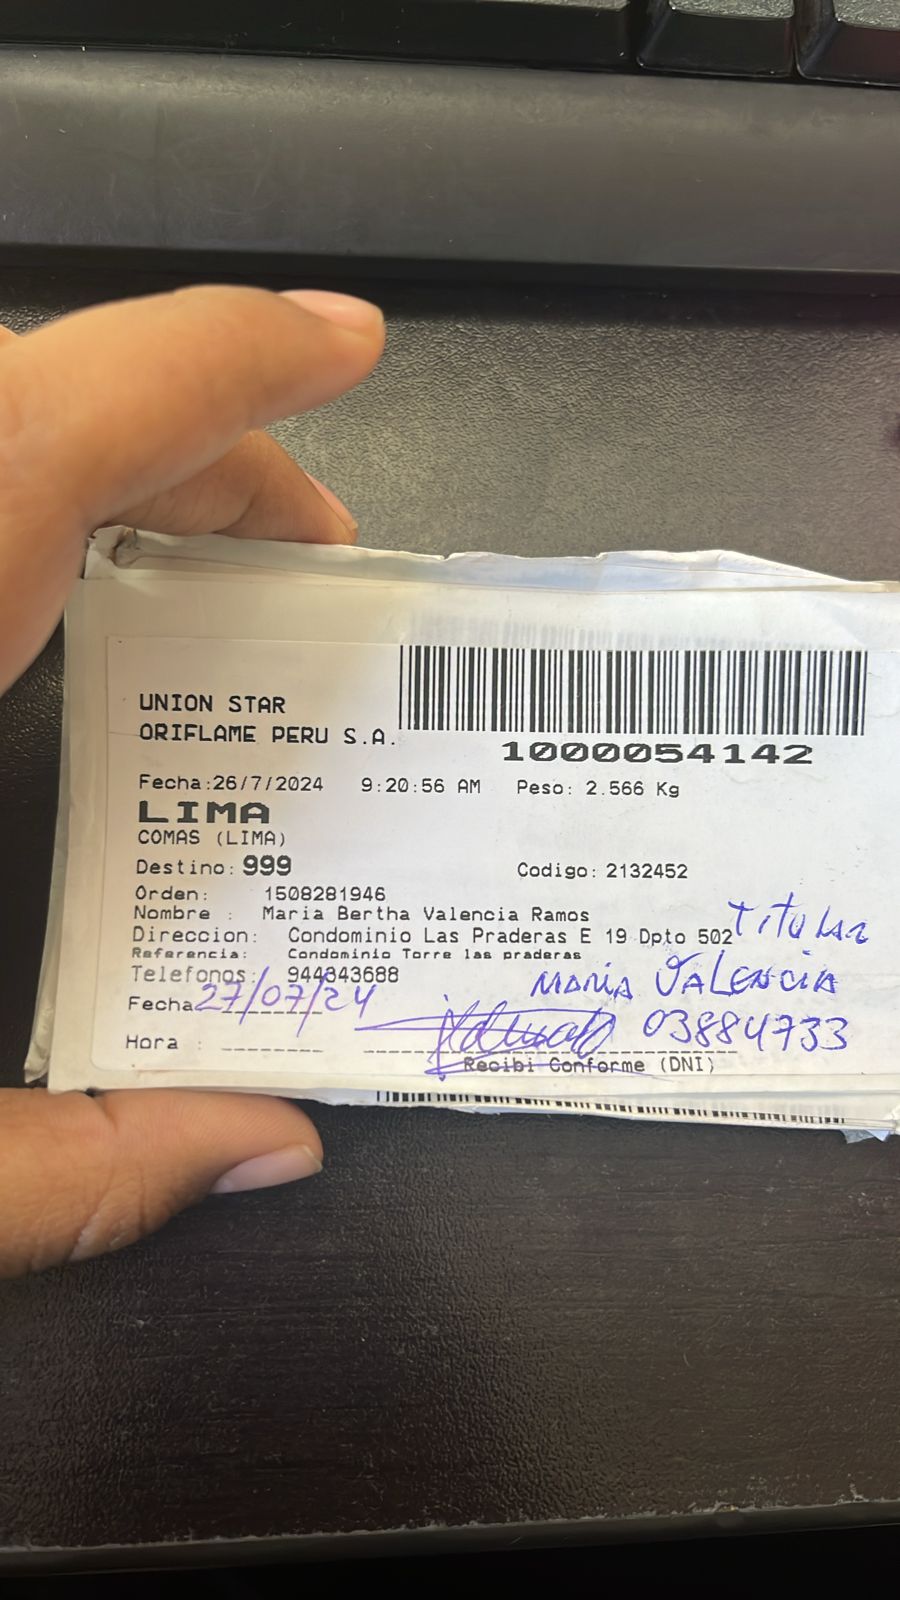 UNION STAR
ORIFLAME PERU S.A.
1000054142
Fecha:26/7/2024 9:20:56 AM Peso: 2.566 Kg
LIMA
COMAS (LIMA)
Destino: 999 Codigo: 2132452
Orden: 1508281946
Nombre : Maria Bertha Valencia Ramos
Direccion: Condominio Las Praderas E 19 Dpto 502 Titular
Referencia: Condominio Torre las praderas
Telefonos: 944843688 MARÍA VALENCIA
Fecha 27/07/24 03884733
Hora :
Recibi Conforme (DNI)